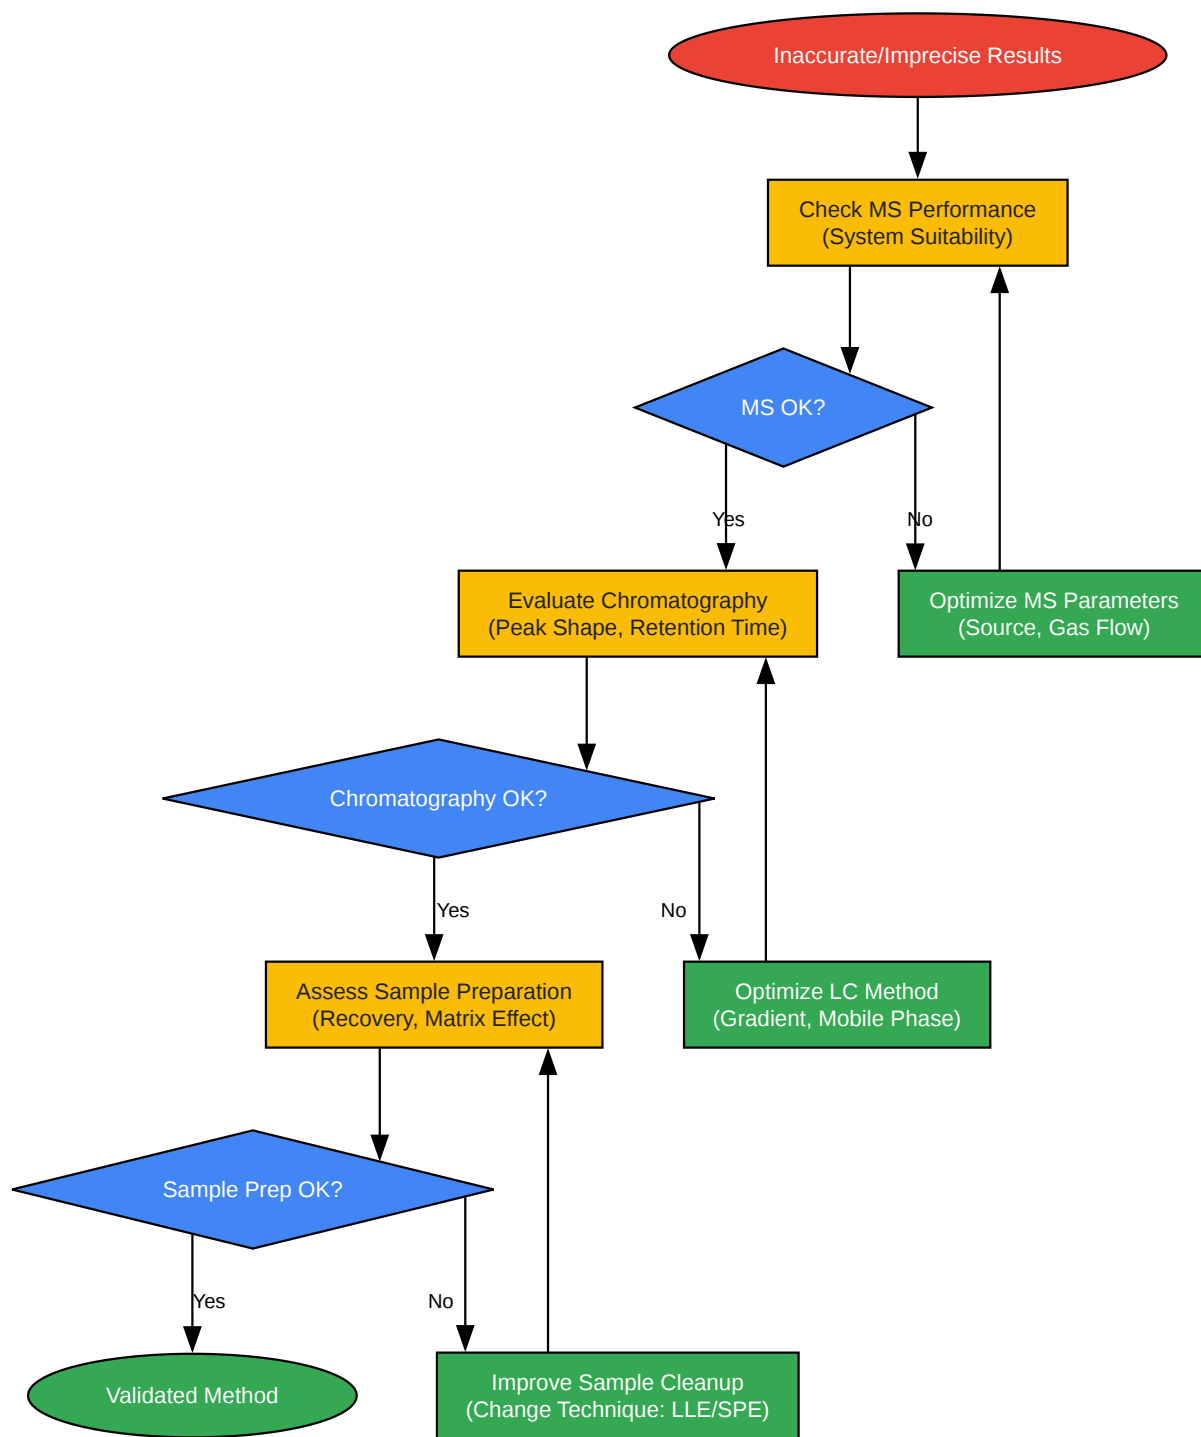 Inaccurate/Imprecise Results
Check MS Performance
(System Suitability)
MS OK?
Yes
No
Evaluate Chromatography
(Peak Shape, Retention Time)
Optimize MS Parameters
(Source, Gas Flow)
Chromatography OK?
Yes
No
Assess Sample Preparation
(Recovery, Matrix Effect)
Optimize LC Method
(Gradient, Mobile Phase)
Sample Prep OK?
Yes
No
Validated Method
Improve Sample Cleanup
(Change Technique: LLE/SPE)